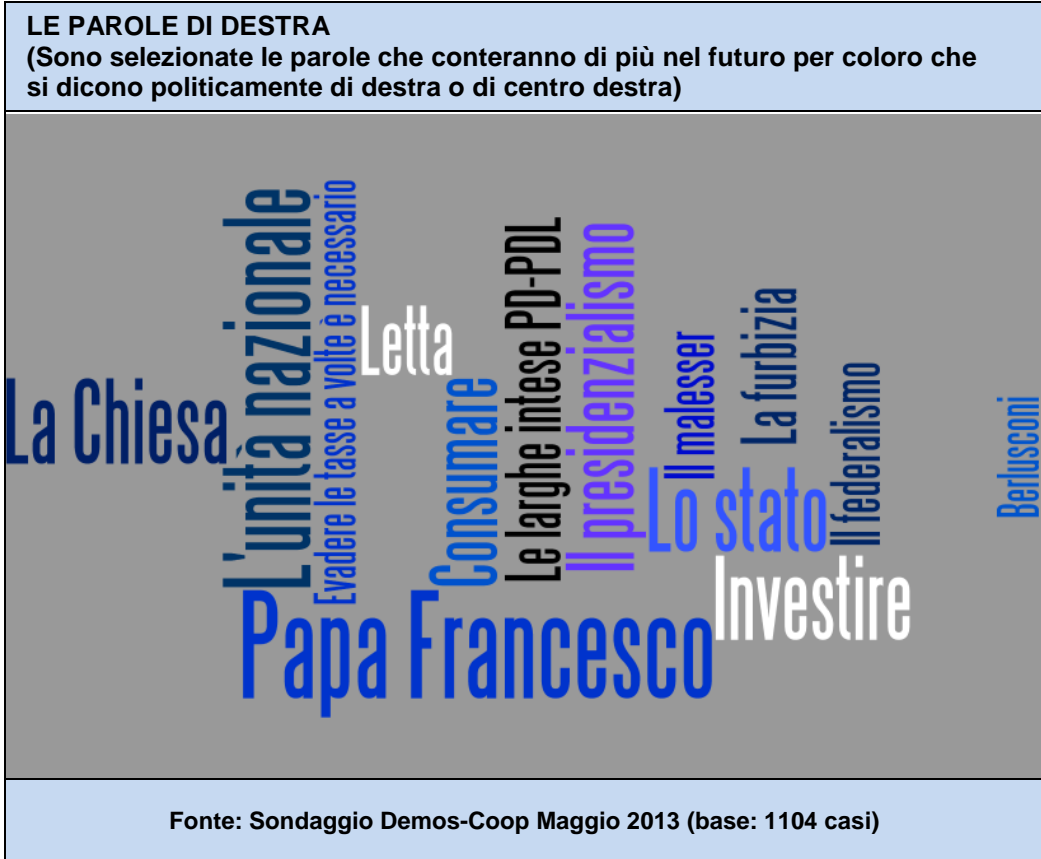 LE PAROLE DI DESTRA
(Sono selezionate le parole che conteranno di più nel futuro per coloro che
si dicono politicamente di destra o di centro destra)
La Chiesa
L'unità nazionale
Evadere le tasse a volte è necessario
Letta
Consumare
Le larghe intese PD-PDL
Il presidenzialismo
Il malesser
La furbizia
Lo stato
Il federalismo
Berlusconi
Investire
Papa Francesco
Fonte: Sondaggio Demos-Coop Maggio 2013 (base: 1104 casi)